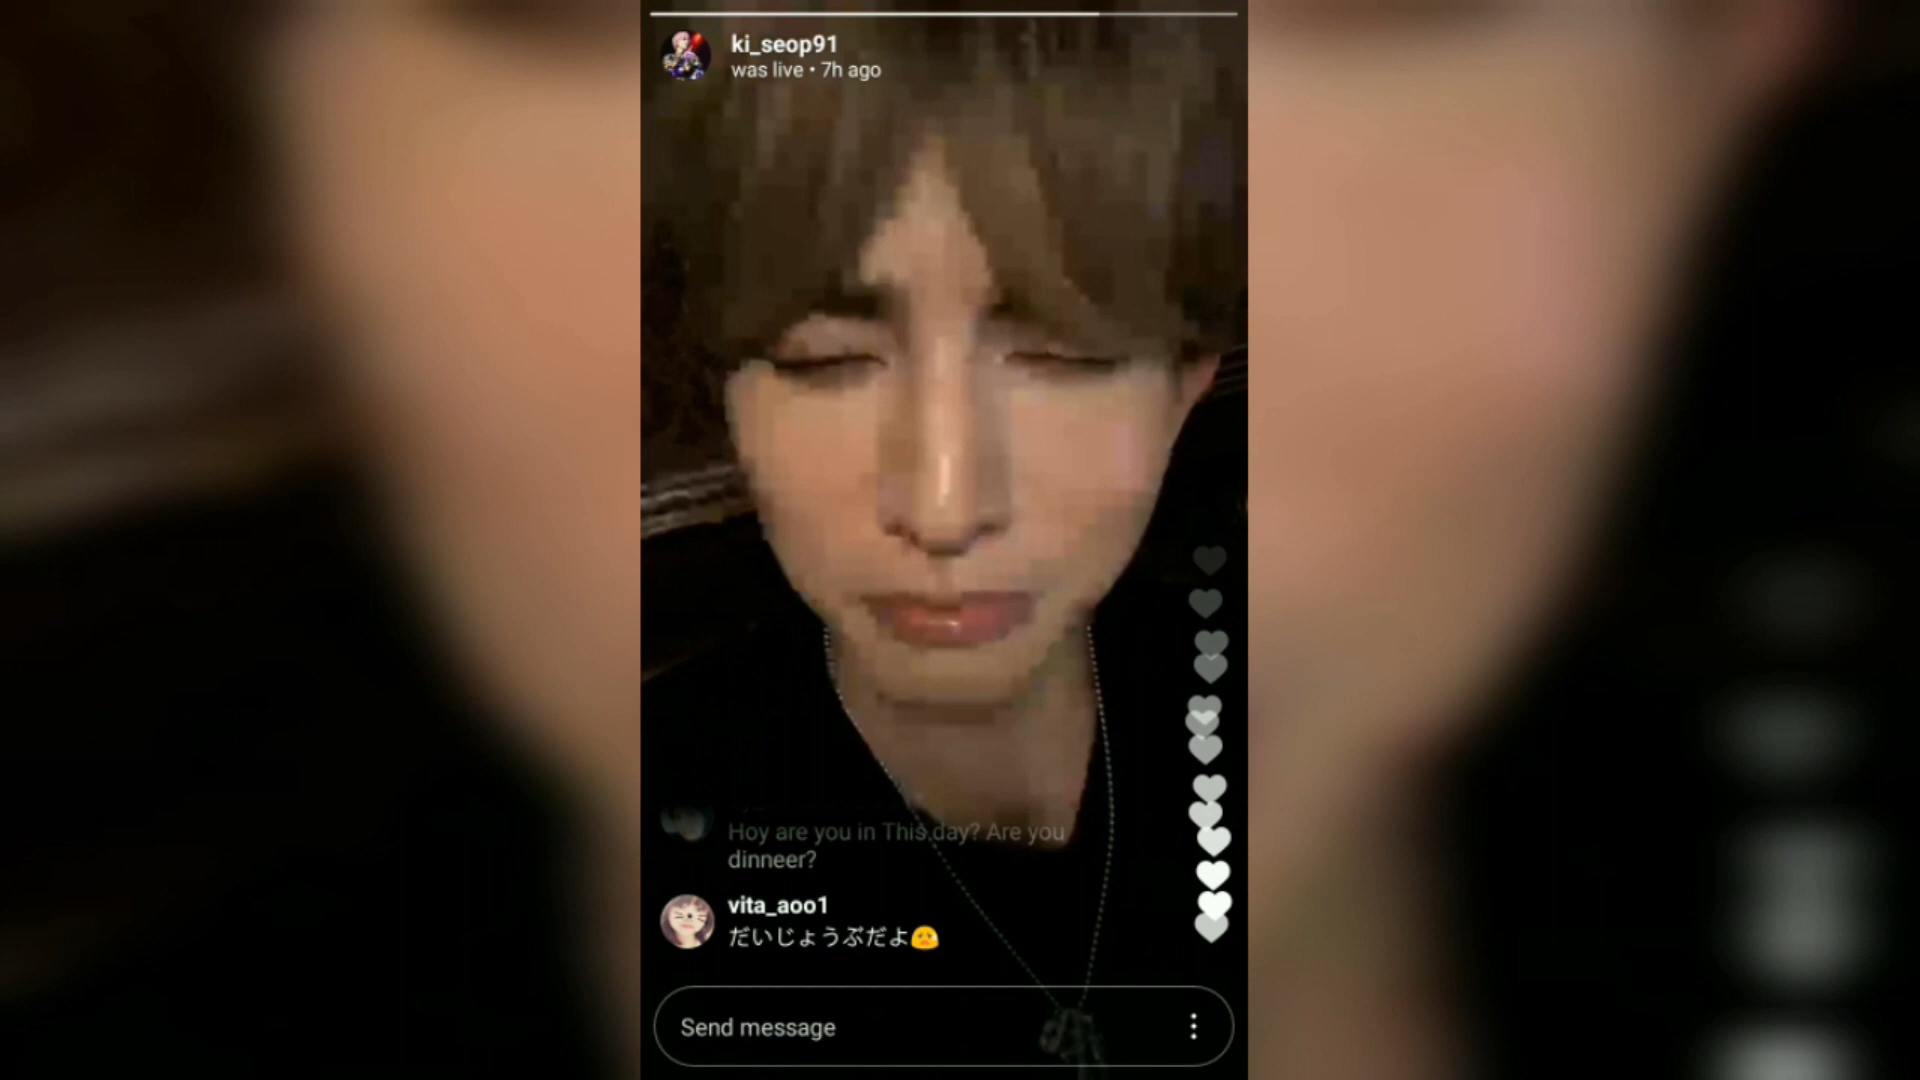 ki_seop91
was live • 7h ago
Hoy are you in This day? Are you
dinneer?
vita_aoo1
だいじょうぶだよ😢
Send message